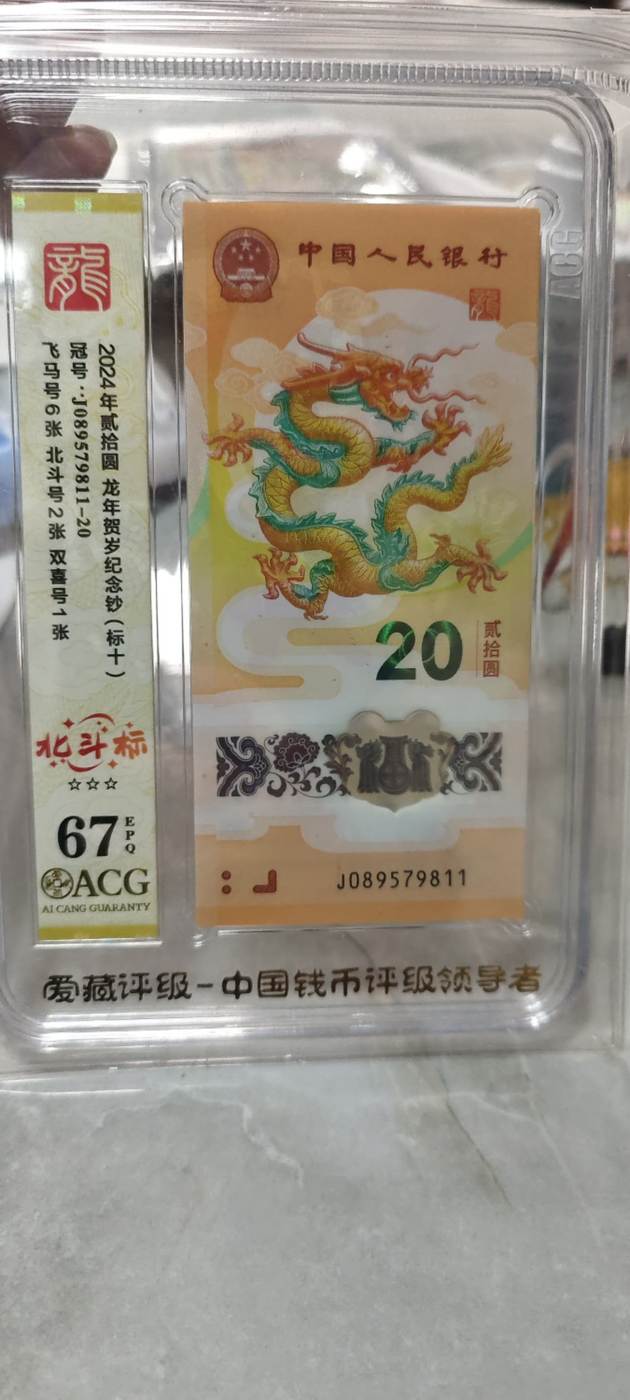 龍
2024年贰拾圆 龙年贺岁纪念钞(标十)
冠号:J089579811-20
飞马号6张 北斗号2张 双喜号1张
北斗标
☆☆☆
67 EPQ
ACG
AI CANG GUARANTY
中国人民银行
20 贰拾圆
J089579811
ACG
爱藏评级-中国钱币评级领导者